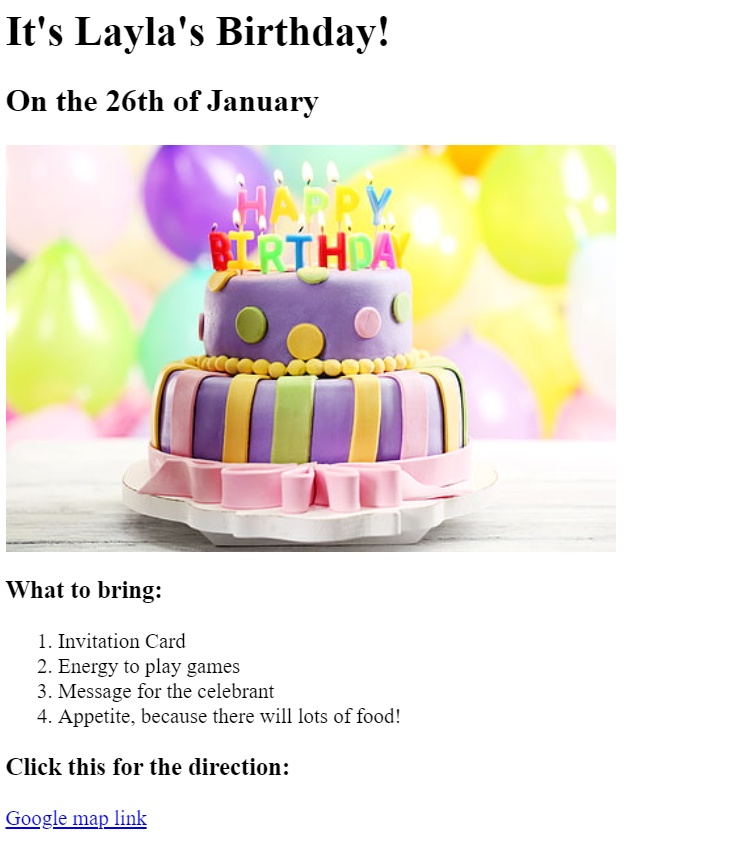 It's Layla's Birthday!
On the 26th of January
HAPPY
BIRTHDAY
What to bring:
1. Invitation Card
2. Energy to play games
3. Message for the celebrant
4. Appetite, because there will lots of food!
Click this for the direction:
Google map link